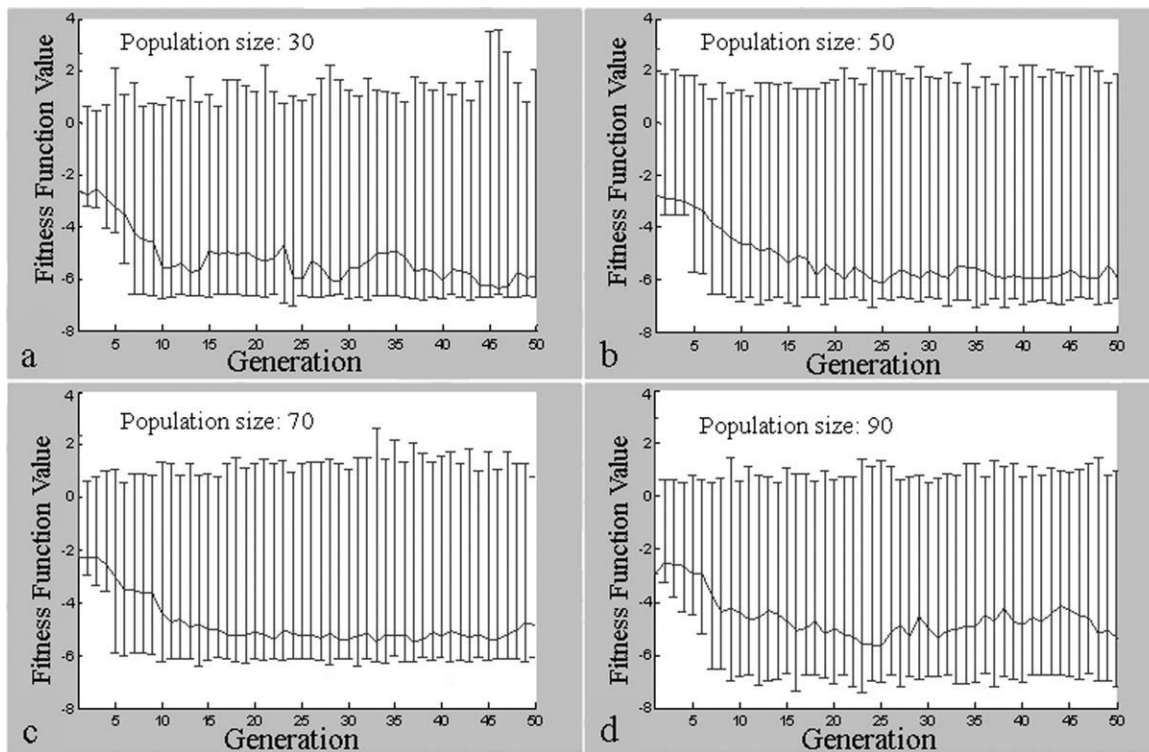 Population size: 30
Fitness Function Value
4
2
0
-2
-4
-6
-8
5 10 15 20 25 30 35 40 45 50
Generation
a
Population size: 50
Fitness Function Value
4
2
0
-2
-4
-6
-8
5 10 15 20 25 30 35 40 45 50
Generation
b
Population size: 70
Fitness Function Value
4
2
0
-2
-4
-6
-8
5 10 15 20 25 30 35 40 45 50
Generation
c
Population size: 90
Fitness Function Value
4
2
0
-2
-4
-6
-8
5 10 15 20 25 30 35 40 45 50
Generation
d